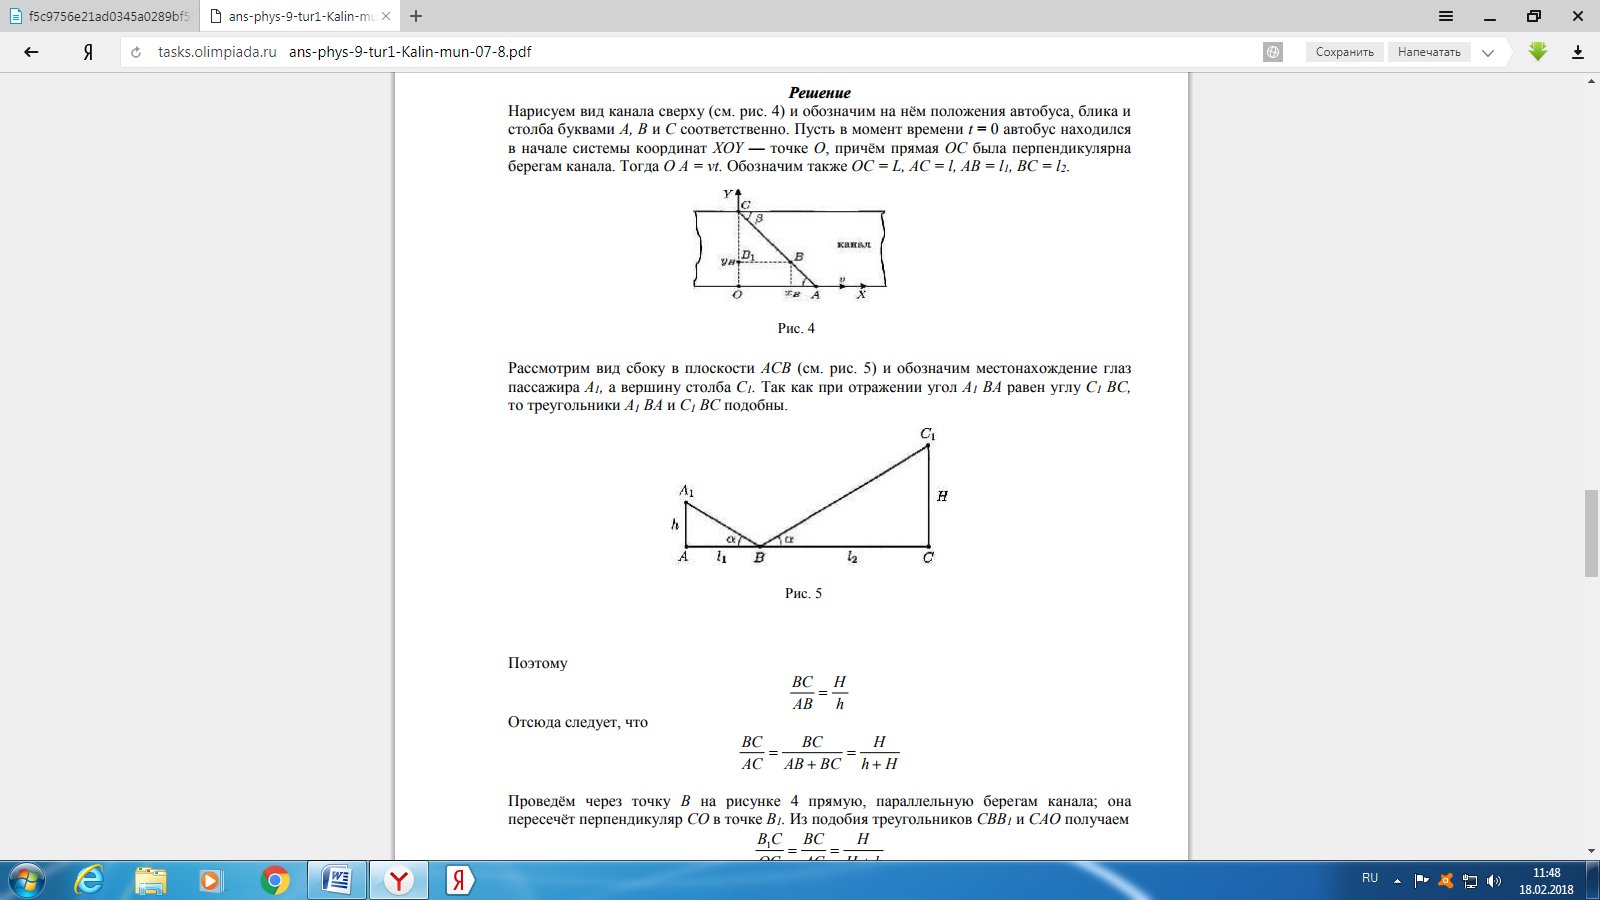 f5c9756e21ad0345a0289bf5
ans-phys-9-tur1-Kalin-mu
tasks.olimpiada.ru ans-phys-9-tur1-Kalin-mun-07-8.pdf
Сохранить
Напечатать
Решение
Нарисуем вид канала сверху (см. рис. 4) и обозначим на нём положения автобуса, блика и
столба буквами A, B и C соответственно. Пусть в момент времени t = 0 автобус находился
в начале системы координат XOY — точке O, причём прямая OC была перпендикулярна
берегам канала. Тогда O A = vt. Обозначим также OC = L, AC = l, AB = l₁, BC = l₂.
Y
C
β
канал
yв
B₁
B
v
O
xв
A
X
Рис. 4
Рассмотрим вид сбоку в плоскости ACB (см. рис. 5) и обозначим местонахождение глаз
пассажира A₁, а вершину столба C₁. Так как при отражении угол A₁ BA равен углу C₁ BC,
то треугольники A₁ BA и C₁ BC подобны.
C₁
A₁
H
h
α
α
A
l₁
B
l₂
C
Рис. 5
Поэтому
BC/AB = H/h
Отсюда следует, что
BC/AC = BC/(AB + BC) = H/(h + H)
Проведём через точку B на рисунке 4 прямую, параллельную берегам канала; она
пересечёт перпендикуляр CO в точке B₁. Из подобия треугольников CBB₁ и CAO получаем
B₁C/OC = BC/AC = H/(H + h)
RU
11:48
18.02.2018